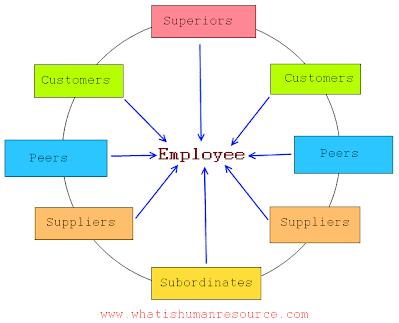 Superiors
Customers
Customers
Peers
Employee
Peers
Suppliers
Suppliers
Subordinates
www.whatishumanresource.com